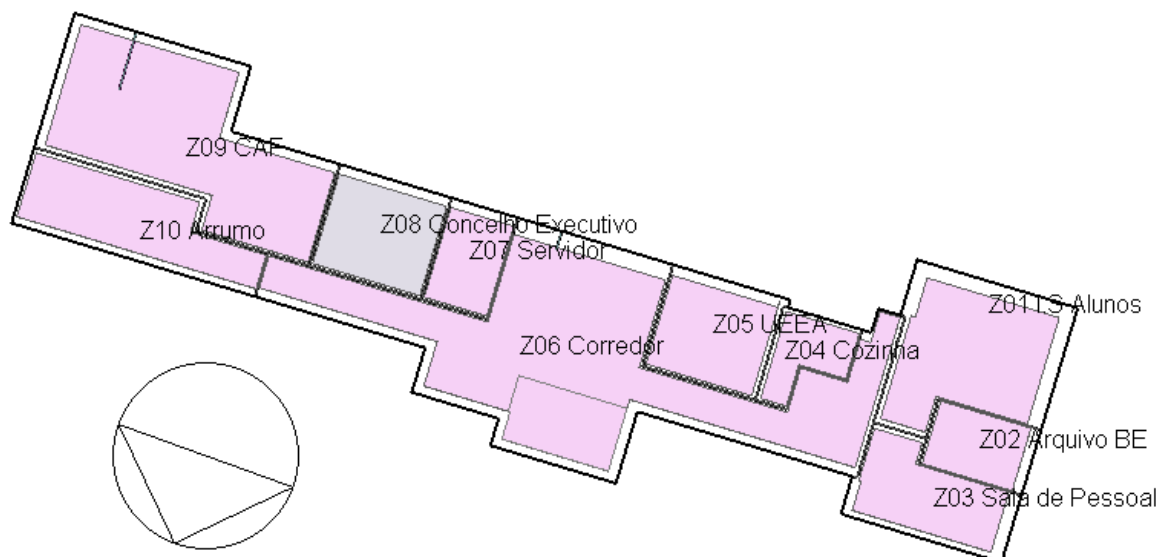 Z09 CAF
Z10 Arrumo
Z08 Concelho Executivo
Z07 Servidor
Z06 Corredor
Z05 UEEA
Z04 Cozinha
Z01 I.S Alunos
Z02 Arquivo BE
Z03 Sala de Pessoal